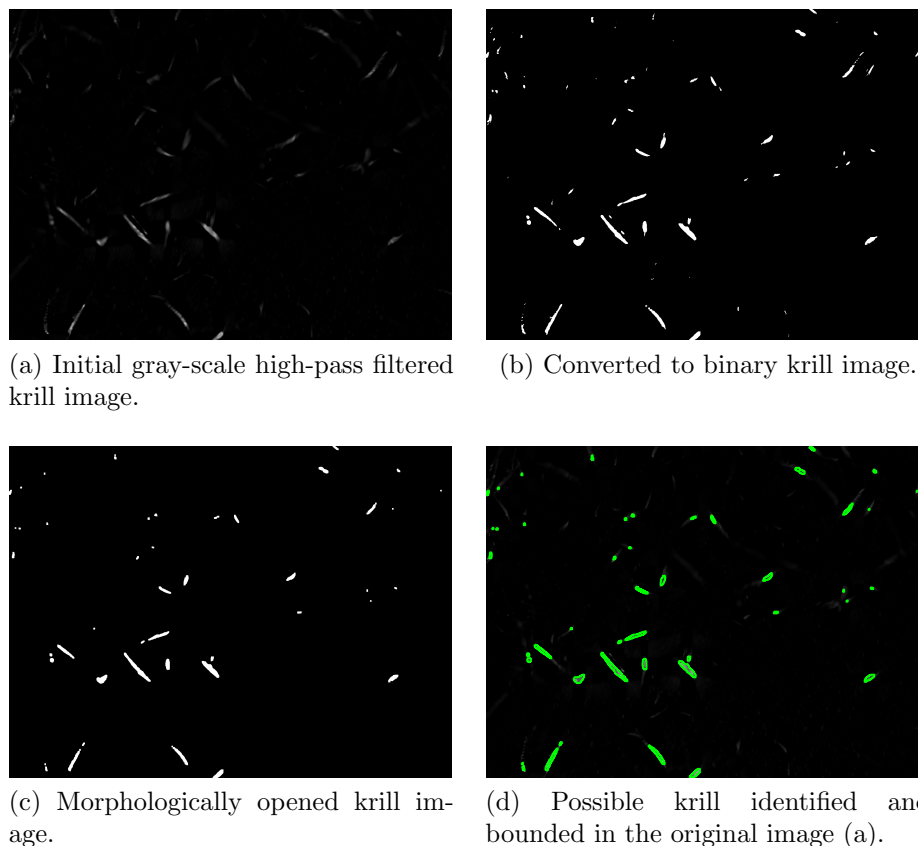 (a) Initial gray-scale high-pass filtered
krill image.
(b) Converted to binary krill image.
(c) Morphologically opened krill im-
age.
(d) Possible krill identified and
bounded in the original image (a).